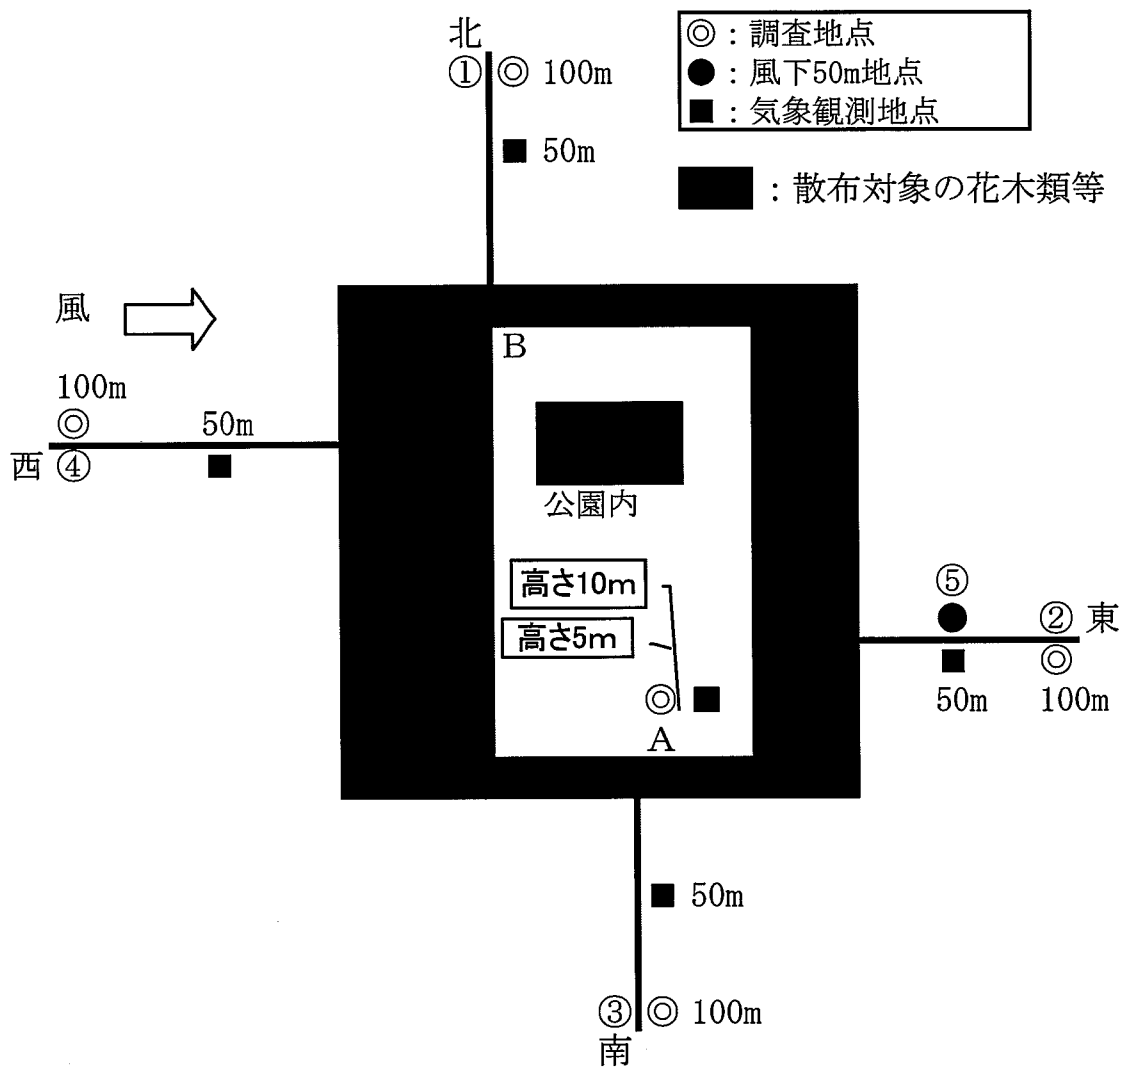 北
① ◎ 100m
■ 50m
◎：調査地点
●：風下50m地点
■：気象観測地点
：散布対象の花木類等
風
100m
◎
50m
西 ④
■
B
公園内
高さ10m
高さ5m
◎ ■
A
⑤
●
② 東
■
◎
50m
100m
■ 50m
③ ◎ 100m
南